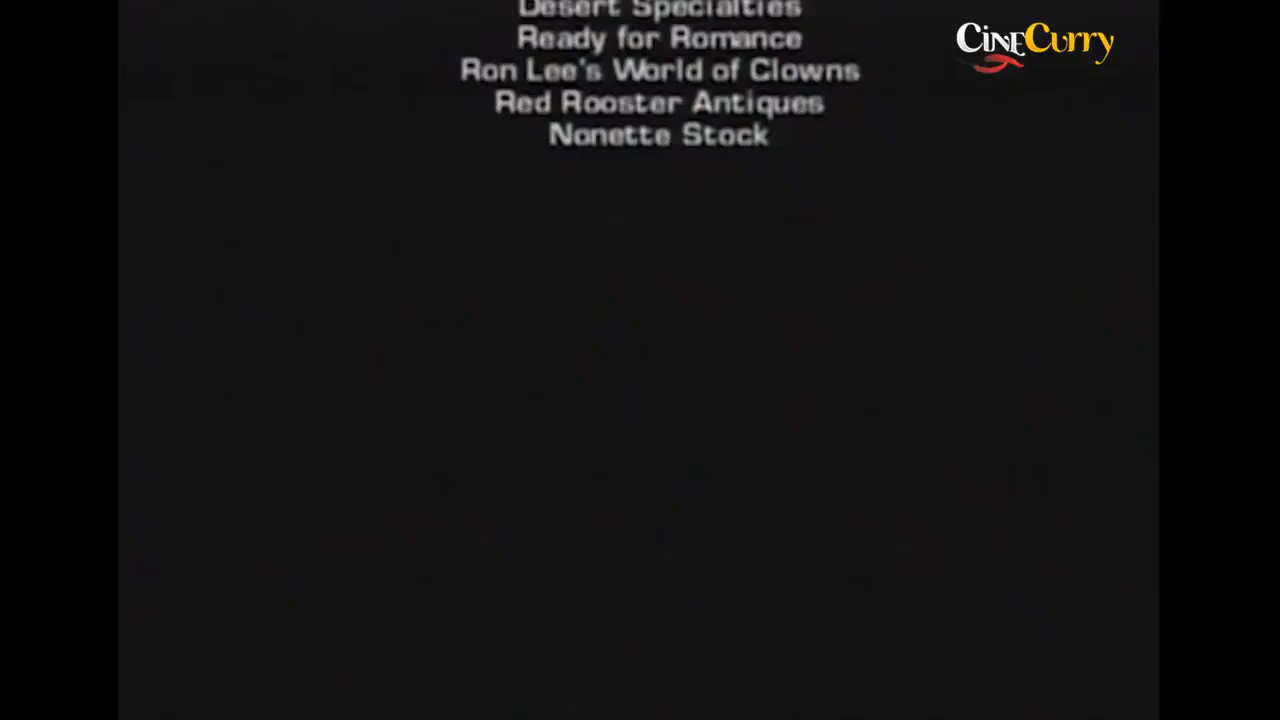 Desert Specialties
CineCurry
Ready for Romance
Ron Lee's World of Clowns
Red Rooster Antiques
Nonette Stock